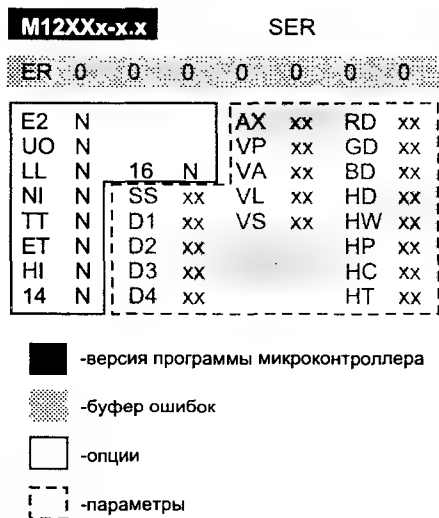 M12XXx-x.x SER
ER 0 0 0 0 0 0 0
E2 N AX xx RD xx
UO N VP xx GD xx
LL N 16 N VA xx BD xx
NI N SS xx VL xx HD xx
TT N D1 xx VS xx HW xx
ET N D2 xx HP xx
HI N D3 xx HC xx
14 N D4 xx HT xx
-версия программы микроконтроллера
-буфер ошибок
-опции
-параметры